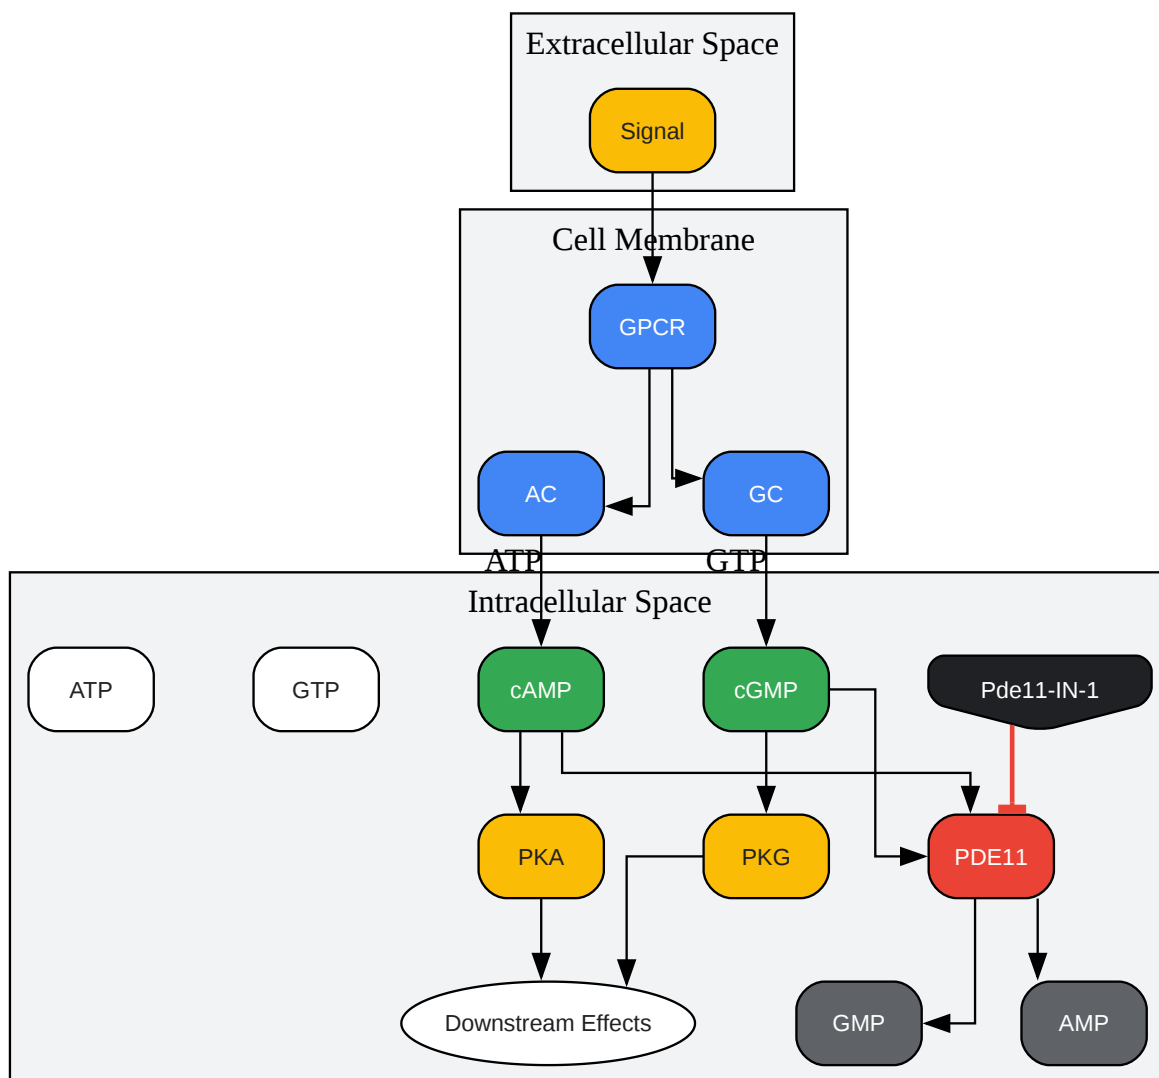 Extracellular Space
Signal
Cell Membrane
GPCR
AC
GC
ATP
GTP
Intracellular Space
ATP
GTP
cAMP
cGMP
Pde11-IN-1
PKA
PKG
PDE11
Downstream Effects
GMP
AMP